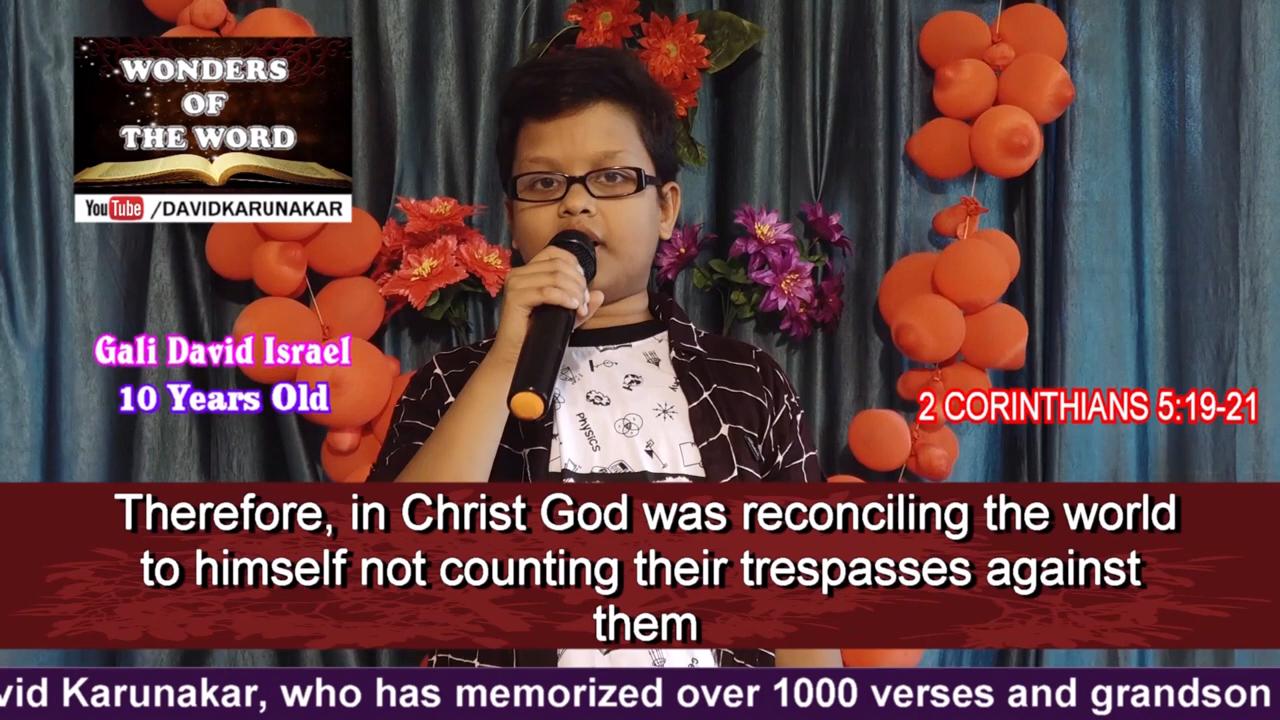 WONDERS
OF
THE WORD
YouTube /DAVIDKARUNAKAR
Gali David Israel
10 Years Old
PHYSICS
2 CORINTHIANS 5:19-21
Therefore, in Christ God was reconciling the world
to himself not counting their trespasses against
them
vid Karunakar, who has memorized over 1000 verses and grandson